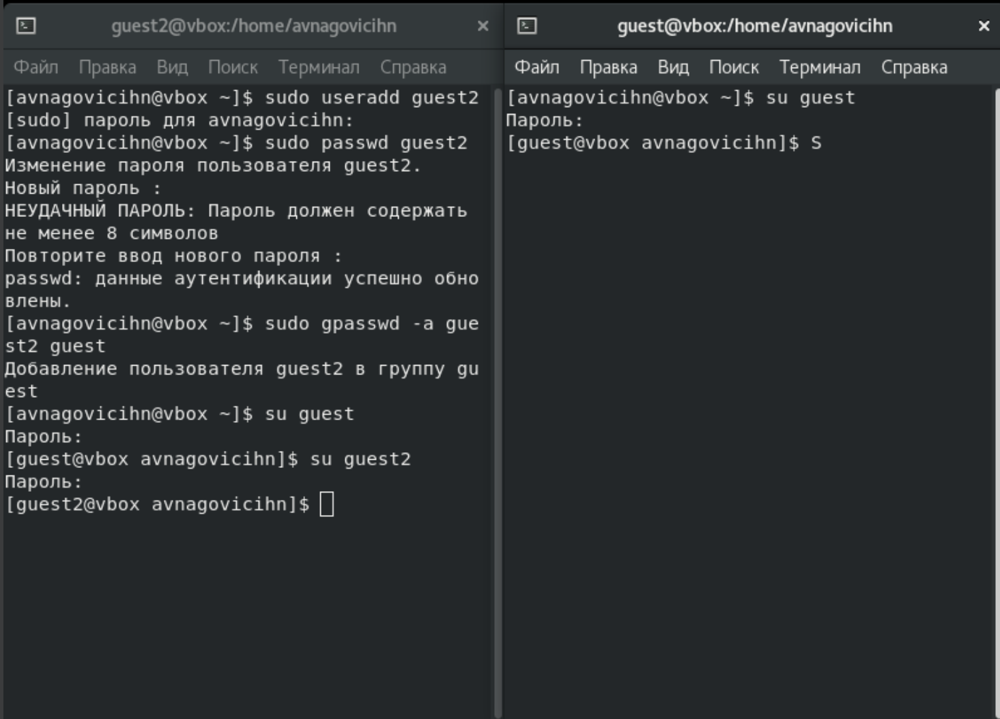 guest2@vbox:/home/avnagovicihn ×
Файл Правка Вид Поиск Терминал Справка
[avnagovicihn@vbox ~]$ sudo useradd guest2
[sudo] пароль для avnagovicihn:
[avnagovicihn@vbox ~]$ sudo passwd guest2
Изменение пароля пользователя guest2.
Новый пароль :
НЕУДАЧНЫЙ ПАРОЛЬ: Пароль должен содержать
не менее 8 символов
Повторите ввод нового пароля :
passwd: данные аутентификации успешно обно
влены.
[avnagovicihn@vbox ~]$ sudo gpasswd -a gue
st2 guest
Добавление пользователя guest2 в группу gu
est
[avnagovicihn@vbox ~]$ su guest
Пароль:
[guest@vbox avnagovicihn]$ su guest2
Пароль:
[guest2@vbox avnagovicihn]$
guest@vbox:/home/avnagovicihn ×
Файл Правка Вид Поиск Терминал Справка
[avnagovicihn@vbox ~]$ su guest
Пароль:
[guest@vbox avnagovicihn]$ S